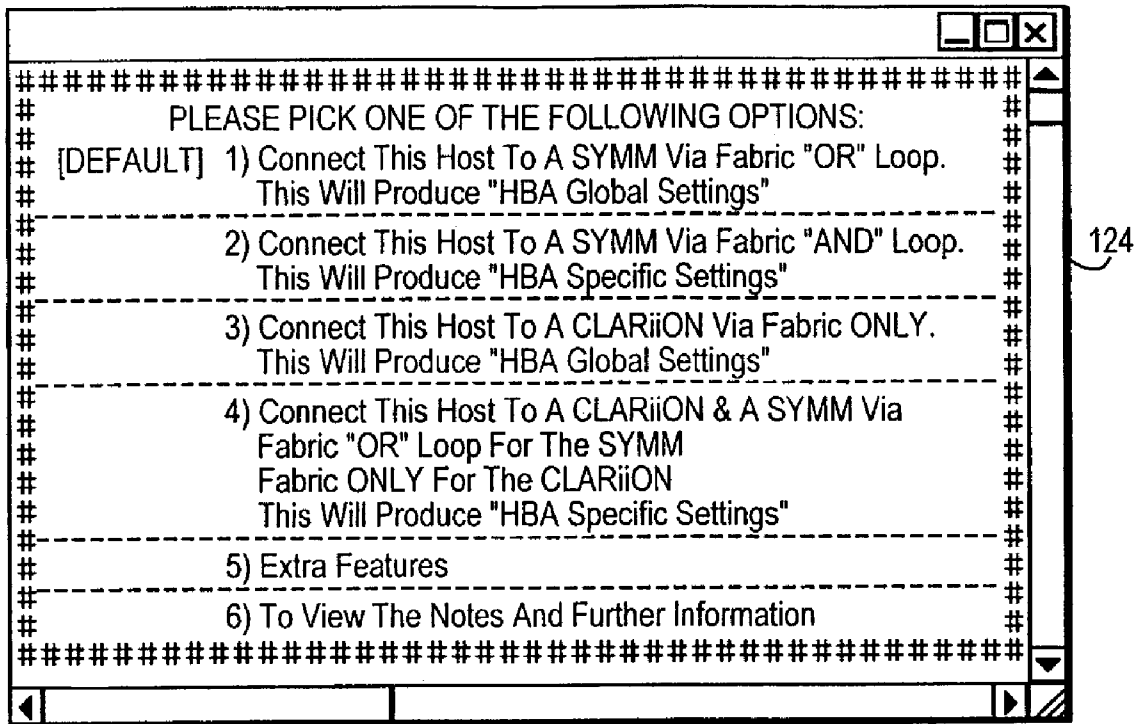 ##########################################
PLEASE PICK ONE OF THE FOLLOWING OPTIONS:
[DEFAULT] 1) Connect This Host To A SYMM Via Fabric "OR" Loop.
This Will Produce "HBA Global Settings"
2) Connect This Host To A SYMM Via Fabric "AND" Loop.
This Will Produce "HBA Specific Settings"
3) Connect This Host To A CLARiiON Via Fabric ONLY.
This Will Produce "HBA Global Settings"
4) Connect This Host To A CLARiiON & A SYMM Via
Fabric "OR" Loop For The SYMM
Fabric ONLY For The CLARiiON
This Will Produce "HBA Specific Settings"
5) Extra Features
6) To View The Notes And Further Information
##########################################
124